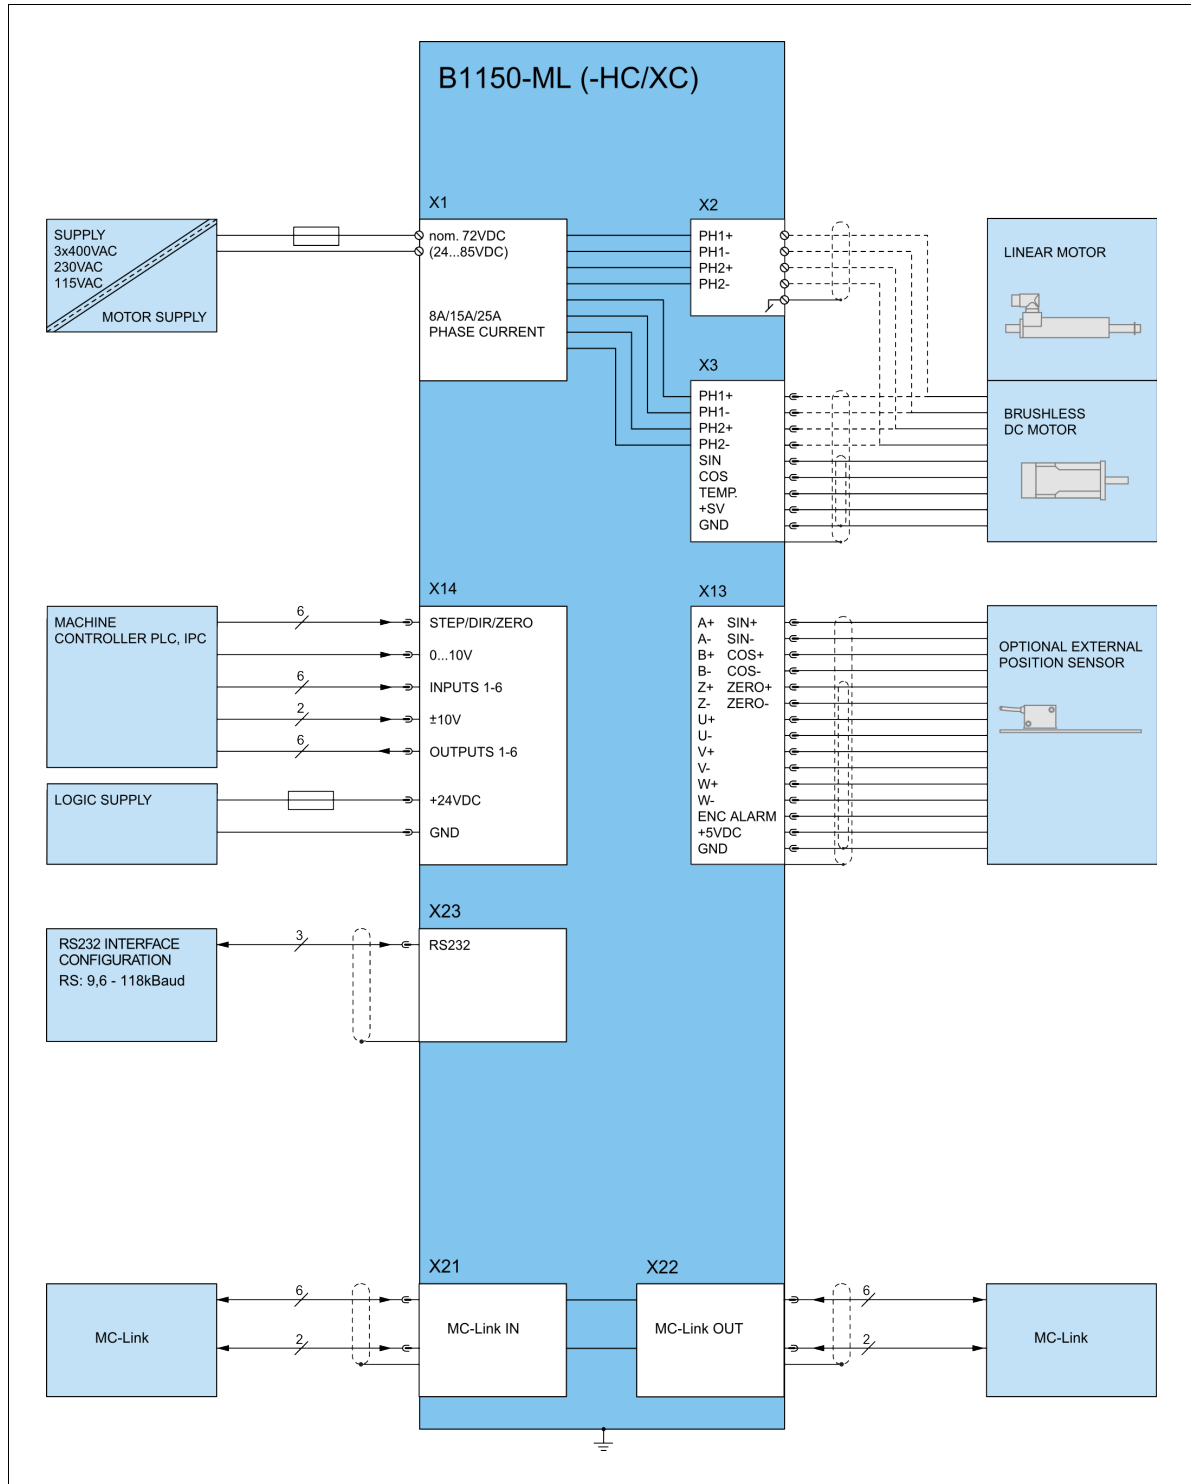 B1150-ML (-HC/XC)
X1
X2
SUPPLY
3x400VAC
230VAC
115VAC
MOTOR SUPPLY
nom. 72VDC
(24...85VDC)
8A/15A/25A
PHASE CURRENT
PH1+
PH1-
PH2+
PH2-
LINEAR MOTOR
X3
PH1+
PH1-
PH2+
PH2-
SIN
COS
TEMP.
+SV
GND
BRUSHLESS
DC MOTOR
X14
X13
MACHINE
CONTROLLER PLC, IPC
6
6
2
6
STEP/DIR/ZERO
0...10V
INPUTS 1-6
±10V
OUTPUTS 1-6
LOGIC SUPPLY
+24VDC
GND
A+ SIN+
A- SIN-
B+ COS+
B- COS-
Z+ ZERO+
Z- ZERO-
U+
U-
V+
V-
W+
W-
ENC ALARM
+5VDC
GND
OPTIONAL EXTERNAL
POSITION SENSOR
X23
RS232 INTERFACE
CONFIGURATION
RS: 9,6 - 118kBaud
3
RS232
X21
X22
MC-Link
6
2
MC-Link IN
MC-Link OUT
6
2
MC-Link